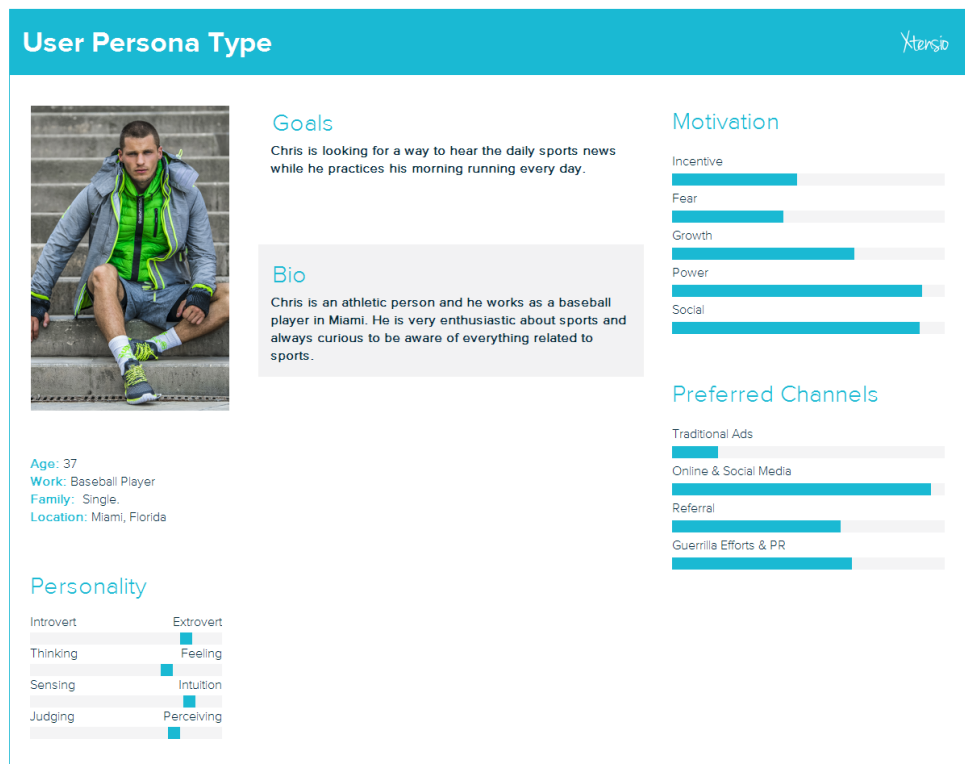 User Persona Type
Xtensio
Goals
Chris is looking for a way to hear the daily sports news
while he practices his morning running every day.
Bio
Chris is an athletic person and he works as a baseball
player in Miami. He is very enthusiastic about sports and
always curious to be aware of everything related to
sports.
Age: 37
Work: Baseball Player
Family: Single.
Location: Miami, Florida
Personality
Introvert Extrovert
Thinking Feeling
Sensing Intuition
Judging Perceiving
Motivation
Incentive
Fear
Growth
Power
Social
Preferred Channels
Traditional Ads
Online & Social Media
Referral
Guerrilla Efforts & PR